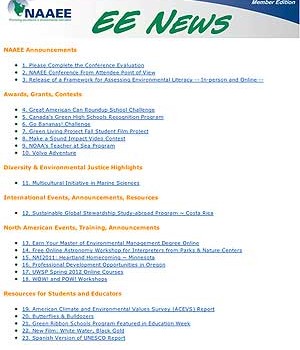 NAAEE
Member Edition
EE NEWS
NAAEE Announcements
1. Please Complete the Conference Evaluation
2. NAAEE Conference From Attendee Point of View
3. Release of a Framework for Assessing Environmental Literacy -- In-person and Online --
Awards, Grants, Contests
4. Great American Can Roundup School Challenge
5. Canada's Green High Schools Recognition Program
6. Go Bananas! Challenge
7. Green Living Project Fall Student Film Project
8. Make a Sound Impact Video Contest
9. NOAA's Teacher at Sea Program
10. Volvo Adventure
Diversity & Environmental Justice Highlights
11. Multicultural Initiative in Marine Sciences
International Events, Announcements, Resources
12. Sustainable Global Stewardship Study-abroad Program ~ Costa Rica
North American Events, Training, Announcements
13. Earn Your Master of Environmental Management Degree Online
14. Free Online Astronomy Workshop for Interpreters from Parks & Nature Centers
15. NAI2011: Heartland Homecoming ~ Minnesota
16. Professional Development Opportunities in Oregon
17. UWSP Spring 2012 Online Courses
18. WOW! and POW! Workshops
Resources for Students and Educators
19. American Climate and Environmental Values Survey (ACEVS) Report
20. Butterflies & Bulldozers
21. Green Ribbon Schools Program Featured in Education Week
22. New Film: White Water, Black Gold
23. Spanish Version of UNESCO Report